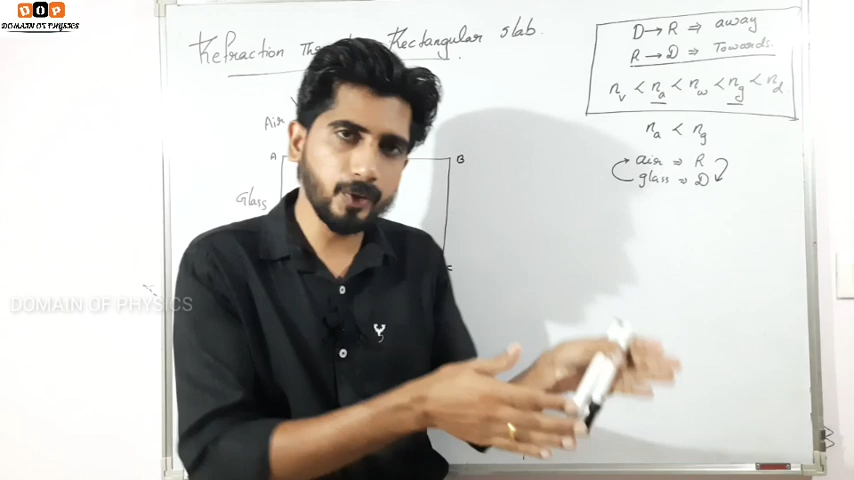 DOP
DOMAIN OF PHYSICS
Refraction Rectangular slab.
D → R ⇒ away
R → D ⇒ Towards.
n_v < n_a < n_w < n_g < n_d
n_a < n_g
air ⇒ R
glass ⇒ D
Air
A B
Glass
DOMAIN OF PHYSICS